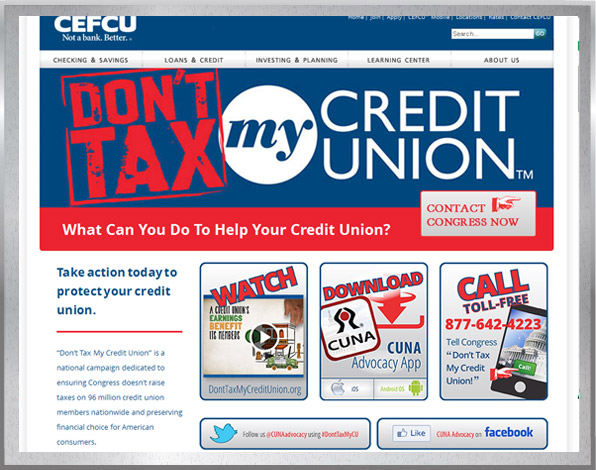 CEFCU
Not a bank. Better.
Home | Join | Apply | CEFCU Mobile | Locations | Rates | Contact CEFCU
Search...
GO
CHECKING & SAVINGS
LOANS & CREDIT
INVESTING & PLANNING
LEARNING CENTER
ABOUT US
DON'T
TAX
my
CREDIT
UNION™
CONTACT
CONGRESS NOW
What Can You Do To Help Your Credit Union?
Take action today to
protect your credit
union.
"Don't Tax My Credit Union" is a
national campaign dedicated to
ensuring Congress doesn't raise
taxes on 96 million credit union
members nationwide and preserving
financial choice for American
consumers.
WATCH
A CREDIT UNION'S
EARNINGS
BENEFIT
ITS MEMBERS
DontTaxMyCreditUnion.org
DOWNLOAD
CUNA
CUNA
Advocacy App
iOS
Android OS
CALL
TOLL-FREE
877-642-4223
Tell Congress
"Don't Tax
My Credit
Union!"
Call!
Follow us @CUNAadvocacy using #DontTaxMyCU
Like
CUNA Advocacy on facebook